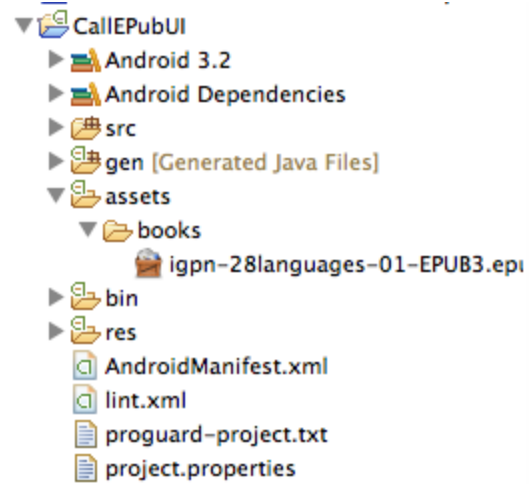 CallEPubUI
Android 3.2
Android Dependencies
src
gen [Generated Java Files]
assets
books
igpn-28languages-01-EPUB3.epu
bin
res
AndroidManifest.xml
lint.xml
proguard-project.txt
project.properties